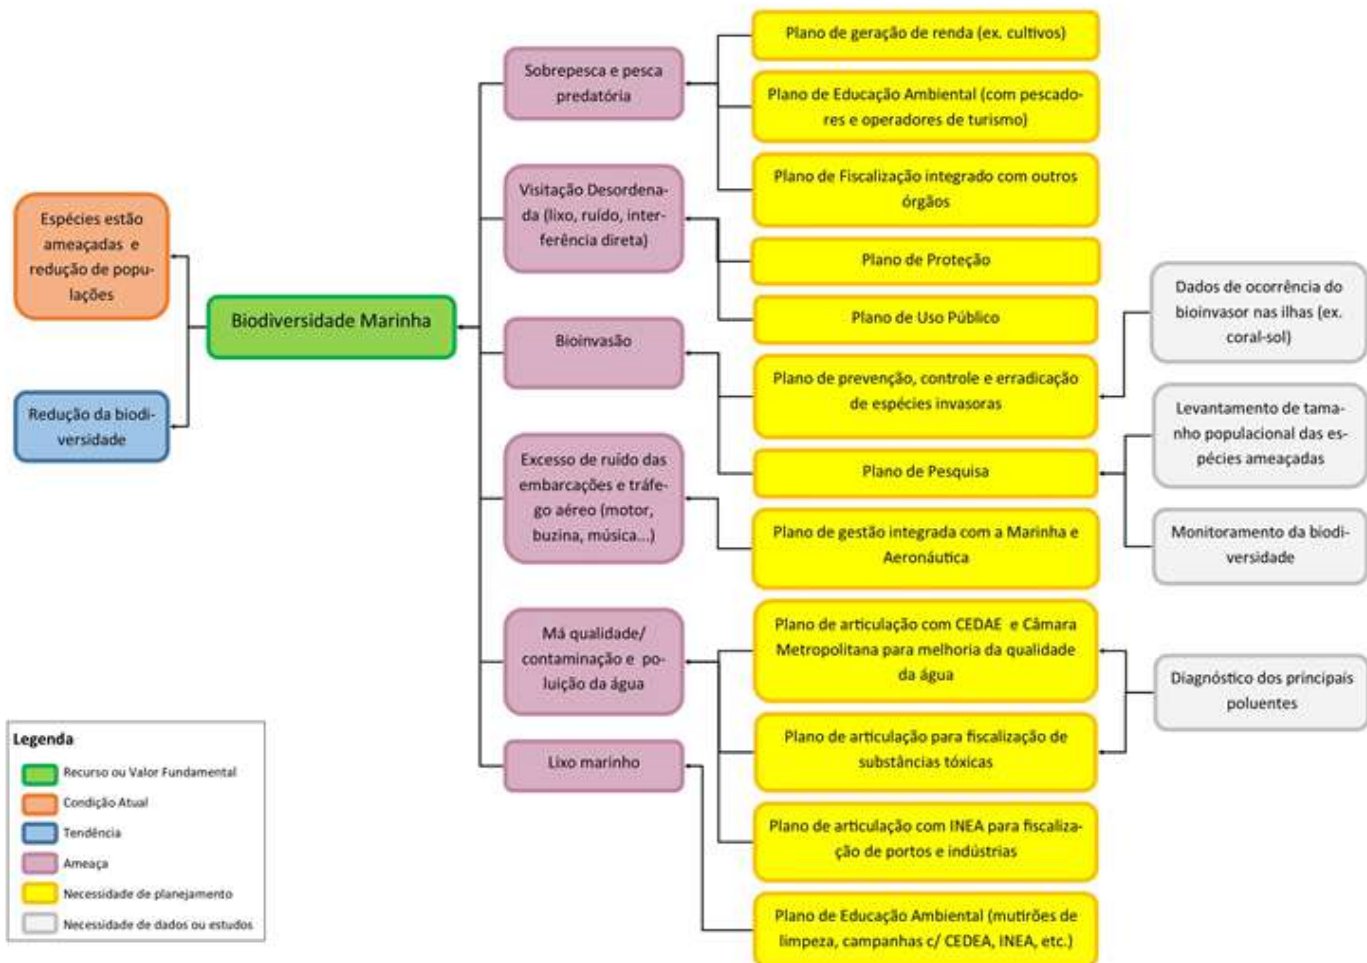 Plano de geração de renda (ex. cultivos)
Sobrepesca e pesca
predatória
Plano de Educação Ambiental (com pescado-
res e operadores de turismo)
Plano de Fiscalização integrado com outros
órgãos
Visitação Desordena-
da (lixo, ruído, inter-
ferência direta)
Plano de Proteção
Plano de Uso Público
Espécies estão
ameaçadas e
redução de popu-
lações
Biodiversidade Marinha
Redução da biodi-
versidade
Bioinvasão
Plano de prevenção, controle e erradicação
de espécies invasoras
Plano de Pesquisa
Dados de ocorrência do
bioinvasor nas ilhas (ex.
coral-sol)
Levantamento de tama-
nho populacional das es-
pécies ameaçadas
Monitoramento da biodi-
versidade
Excesso de ruído das
embarcações e tráfe-
go aéreo (motor,
buzina, música...)
Plano de gestão integrada com a Marinha e
Aeronáutica
Má qualidade/
contaminação e po-
luição da água
Plano de articulação com CEDAE e Câmara
Metropolitana para melhoria da qualidade
da água
Plano de articulação para fiscalização de
substâncias tóxicas
Diagnóstico dos principais
poluentes
Plano de articulação com INEA para fiscaliza-
ção de portos e indústrias
Lixo marinho
Plano de Educação Ambiental (mutirões de
limpeza, campanhas c/ CEDEA, INEA, etc.)
Legenda
Recurso ou Valor Fundamental
Condição Atual
Tendência
Ameaça
Necessidade de planejamento
Necessidade de dados ou estudos